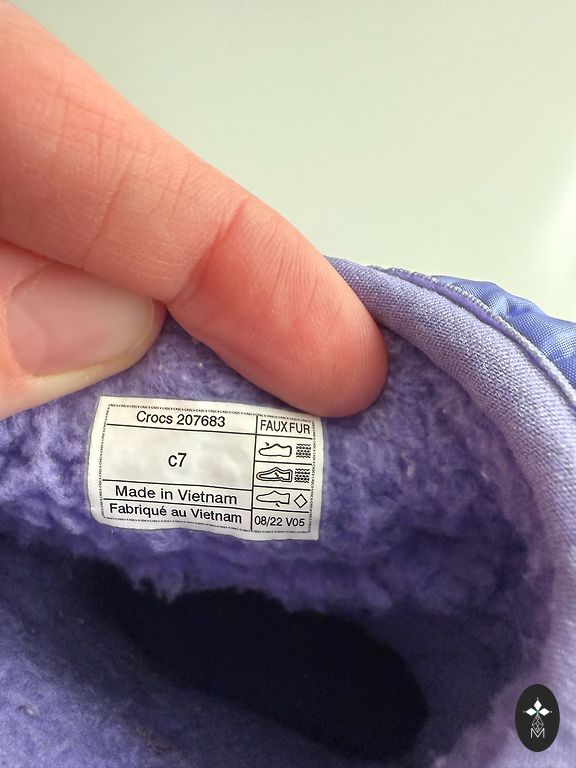 Crocs 207683
FAUX FUR
c7
Made in Vietnam
Fabriqué au Vietnam
08/22 V05
M